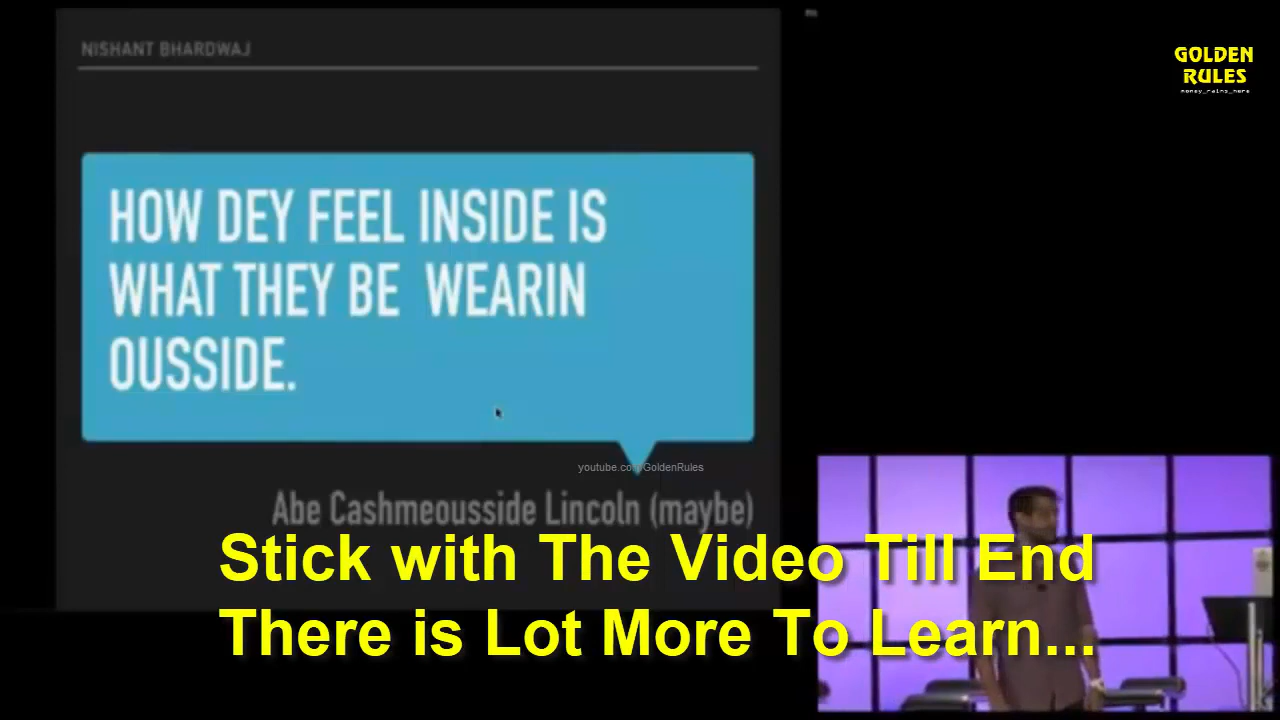 NISHANT BHARDWAJ
GOLDEN
RULES
money_rains_here
HOW DEY FEEL INSIDE IS
WHAT THEY BE WEARIN
OUSSIDE.
youtube.com/GoldenRules
Abe Cashmeousside Lincoln (maybe)
Stick with The Video Till End
There is Lot More To Learn...